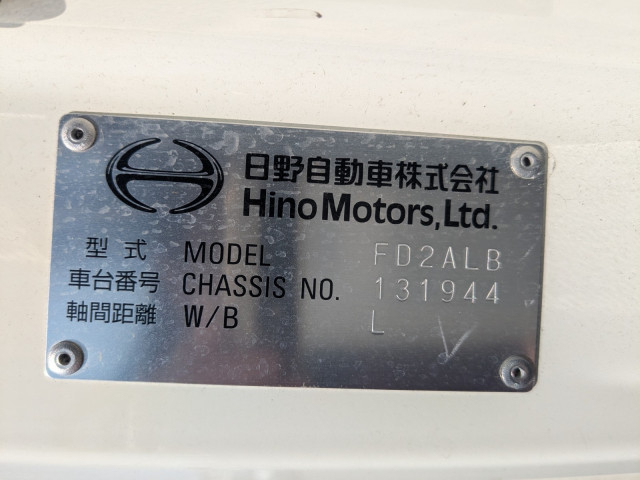 日野自動車株式会社
Hino Motors, Ltd.
型式 MODEL FD2ALB
車台番号 CHASSIS NO. 131944
軸間距離 W/B L